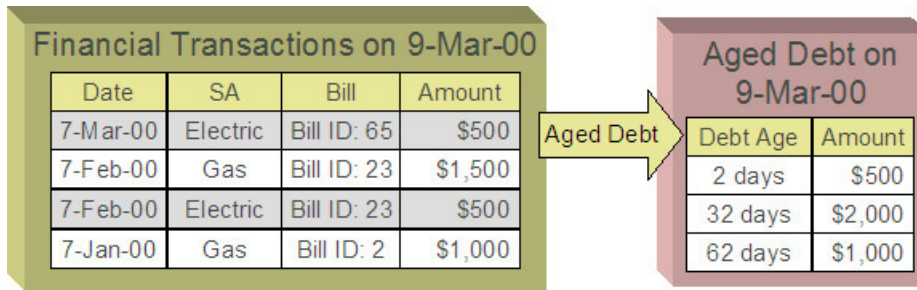 Financial Transactions on 9-Mar-00
Date SA Bill Amount
7-Mar-00 Electric Bill ID: 65 $500
7-Feb-00 Gas Bill ID: 23 $1,500
7-Feb-00 Electric Bill ID: 23 $500
7-Jan-00 Gas Bill ID: 2 $1,000
Aged Debt
Aged Debt on
9-Mar-00
Debt Age Amount
2 days $500
32 days $2,000
62 days $1,000